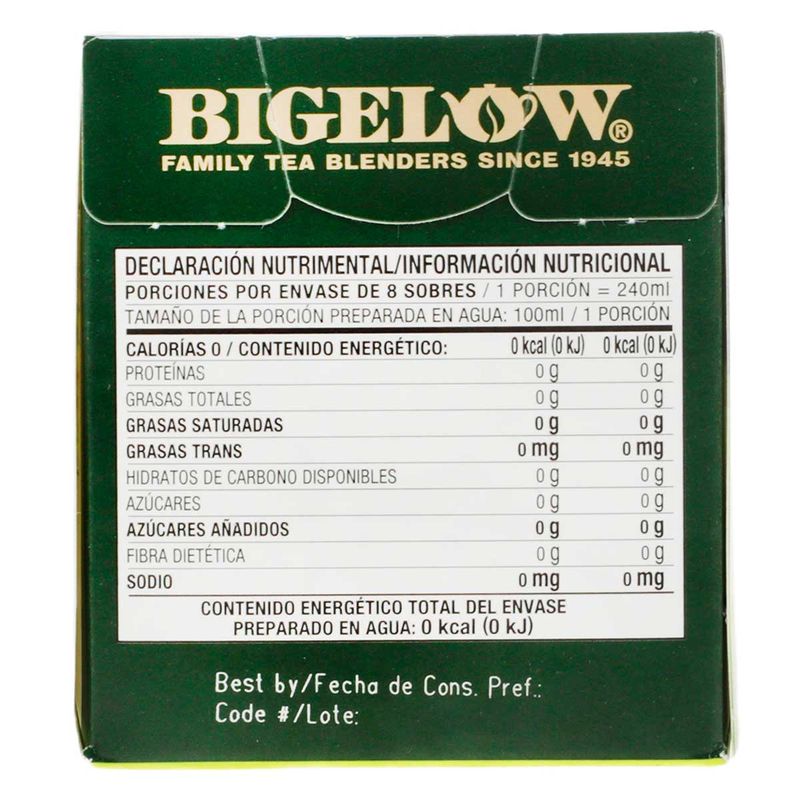 BIGELOW®
FAMILY TEA BLENDERS SINCE 1945
DECLARACIÓN NUTRIMENTAL/INFORMACIÓN NUTRICIONAL
PORCIONES POR ENVASE DE 8 SOBRES / 1 PORCIÓN = 240ml
TAMAÑO DE LA PORCIÓN PREPARADA EN AGUA: 100ml / 1 PORCIÓN
CALORÍAS 0 / CONTENIDO ENERGÉTICO: 0 kcal (0 kJ) 0 kcal (0 kJ)
PROTEÍNAS 0 g 0 g
GRASAS TOTALES 0 g 0 g
GRASAS SATURADAS 0 g 0 g
GRASAS TRANS 0 mg 0 mg
HIDRATOS DE CARBONO DISPONIBLES 0 g 0 g
AZÚCARES 0 g 0 g
AZÚCARES AÑADIDOS 0 g 0 g
FIBRA DIETÉTICA 0 g 0 g
SODIO 0 mg 0 mg
CONTENIDO ENERGÉTICO TOTAL DEL ENVASE
PREPARADO EN AGUA: 0 kcal (0 kJ)
Best by/Fecha de Cons. Pref.:
Code #/Lote: